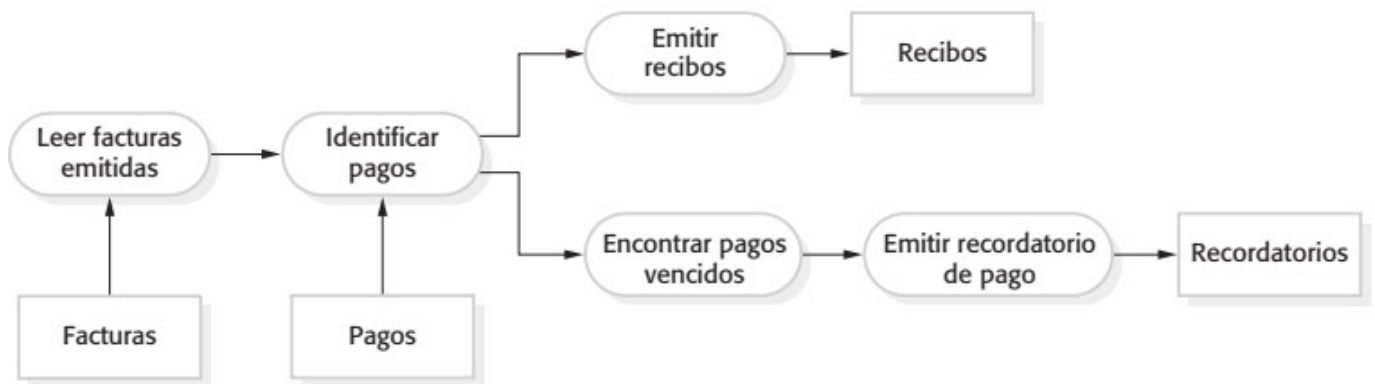 Emitir
recibos
Recibos
Leer facturas
emitidas
Identificar
pagos
Encontrar pagos
vencidos
Emitir recordatorio
de pago
Recordatorios
Facturas
Pagos